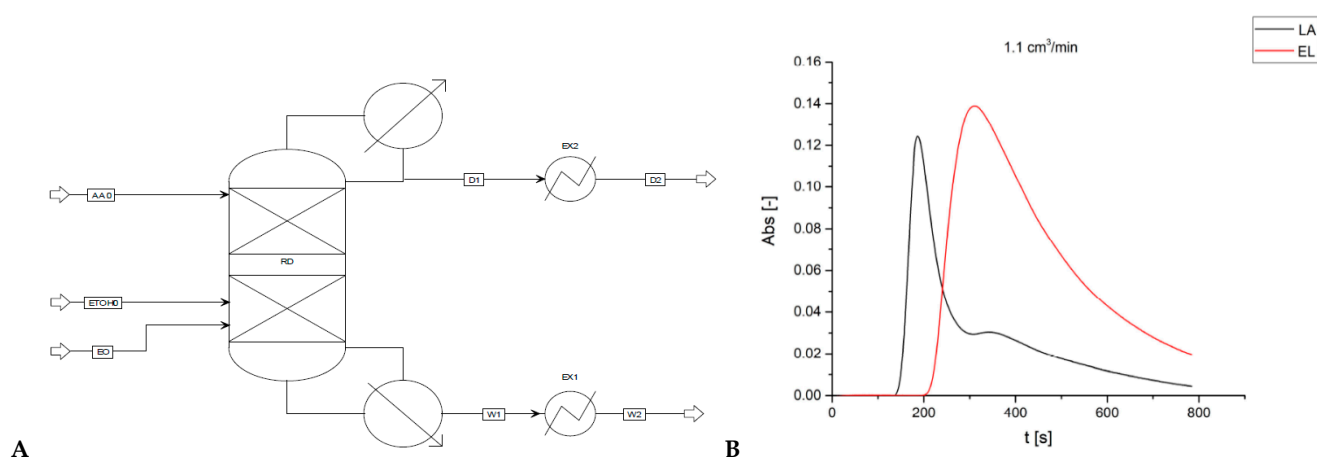 AA0
ETOH0
EO
RD
D1
EX2
D2
W1
EX1
W2
A
1.1 cm³/min
LA
EL
Abs [-]
0.16
0.14
0.12
0.10
0.08
0.06
0.04
0.02
0.00
0 200 400 600 800
t [s]
B